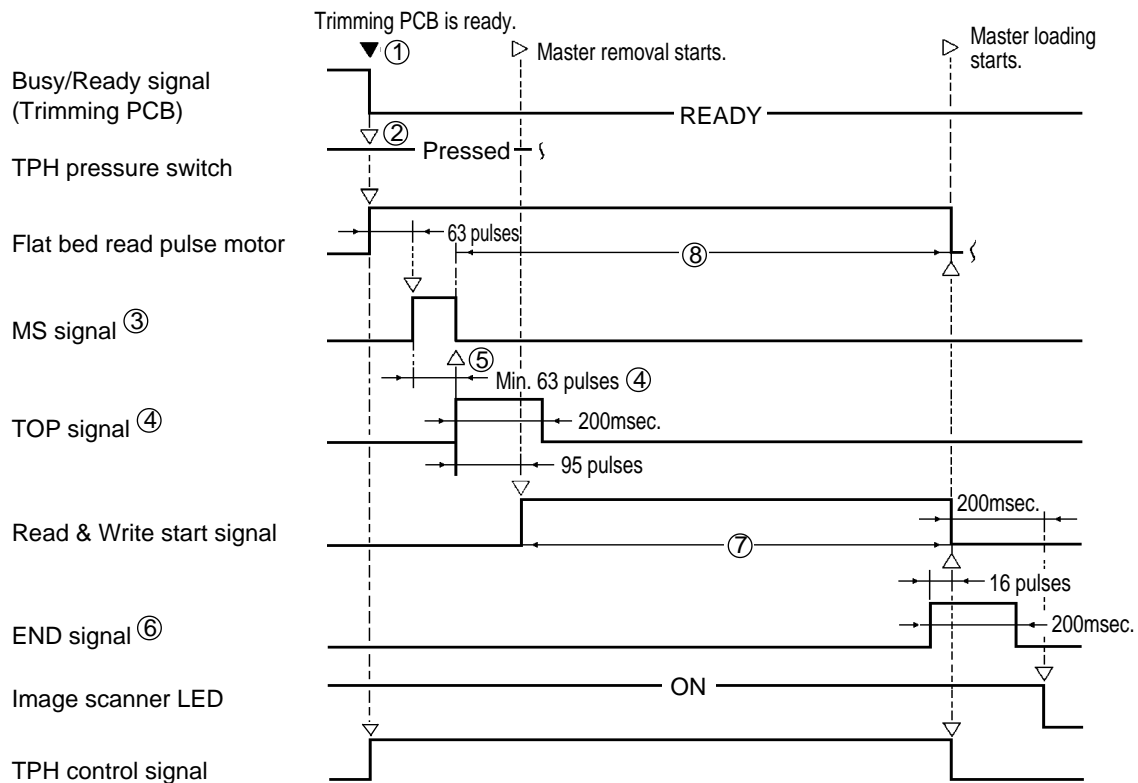 Trimming PCB is ready.
①
Master removal starts.
Master loading
starts.
Busy/Ready signal
(Trimming PCB)
READY
②
Pressed
TPH pressure switch
Flat bed read pulse motor
63 pulses
⑧
MS signal ③
⑤
Min. 63 pulses ④
TOP signal ④
200msec.
95 pulses
Read & Write start signal
200msec.
⑦
16 pulses
END signal ⑥
200msec.
Image scanner LED
ON
TPH control signal